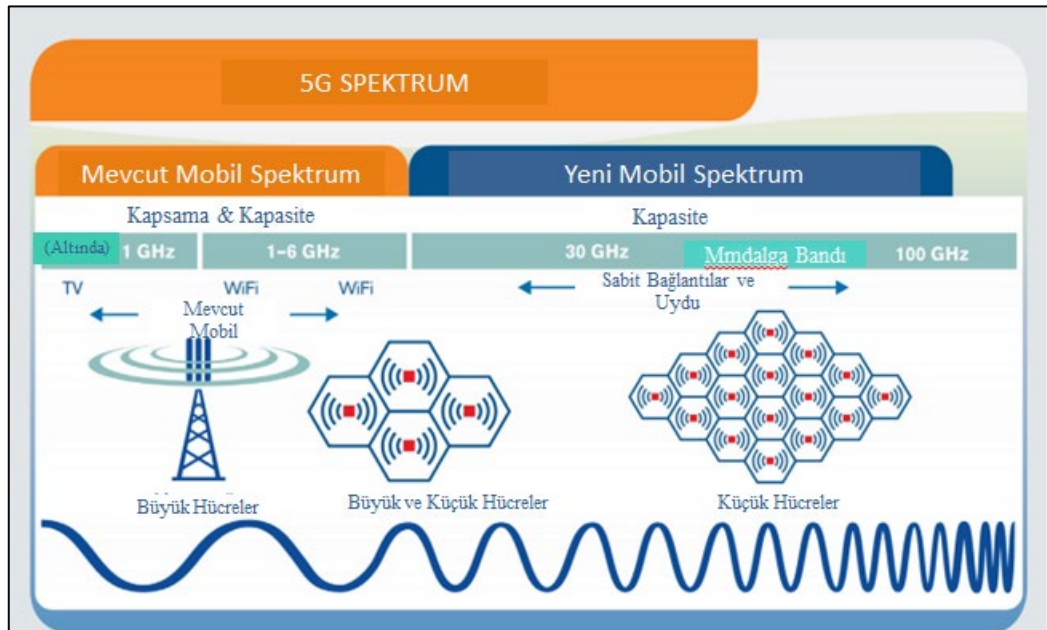 5G SPEKTRUM
Mevcut Mobil Spektrum
Yeni Mobil Spektrum
Kapsama & Kapasite
Kapasite
(Altında) 1 GHz
1–6 GHz
30 GHz
Mmdalga Bandı
100 GHz
TV
WiFi
WiFi
Mevcut
Mobil
Sabit Bağlantılar ve
Uydu
Büyük Hücreler
Büyük ve Küçük Hücreler
Küçük Hücreler